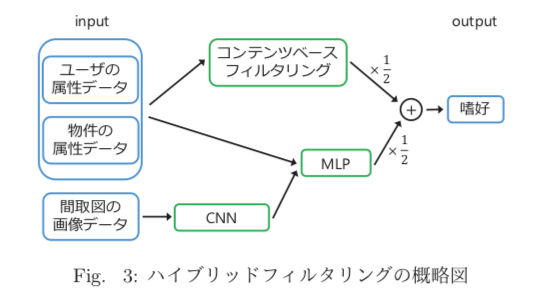 input
output
ユーザの
属性データ
物件の
属性データ
間取図の
画像データ
コンテンツベース
フィルタリング
CNN
MLP
×1/2
×1/2
+
嗜好
Fig. 3: ハイブリッドフィルタリングの概略図